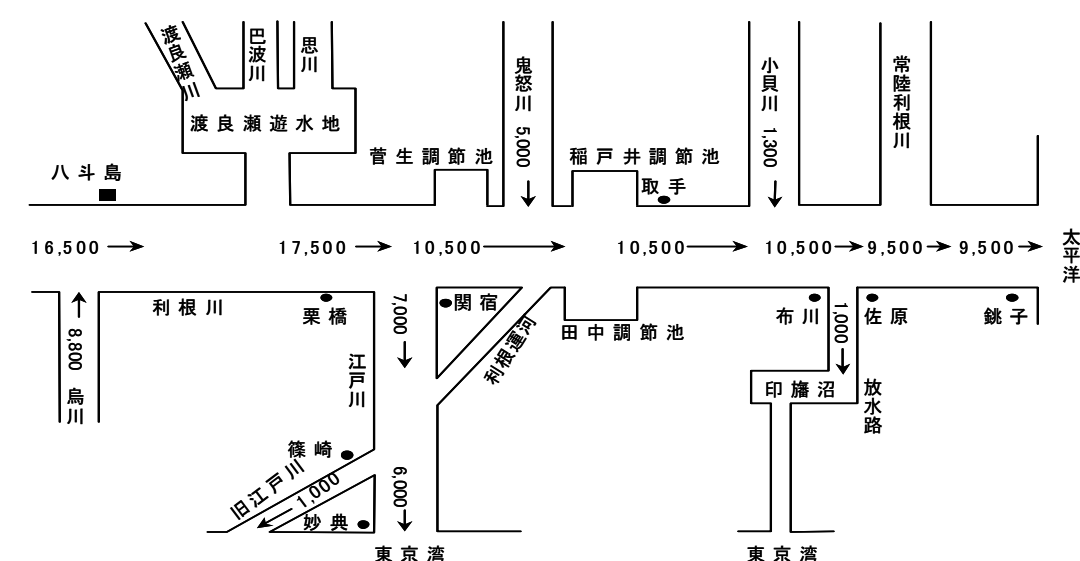 渡良瀬川
巴波川
思川
鬼怒川 5,000
小貝川 1,300
常陸利根川
渡良瀬遊水地
菅生調節池
稲戸井調節池
取手
八斗島
16,500
17,500
10,500
10,500
10,500
9,500
9,500
太平洋
利根川
栗橋
7,000
関宿
利根運河
田中調節池
布川
1,000
佐原
銚子
8,800 烏川
江戸川
印旛沼
放水路
篠崎
旧江戸川
1,000
6,000
妙典
東京湾
東京湾